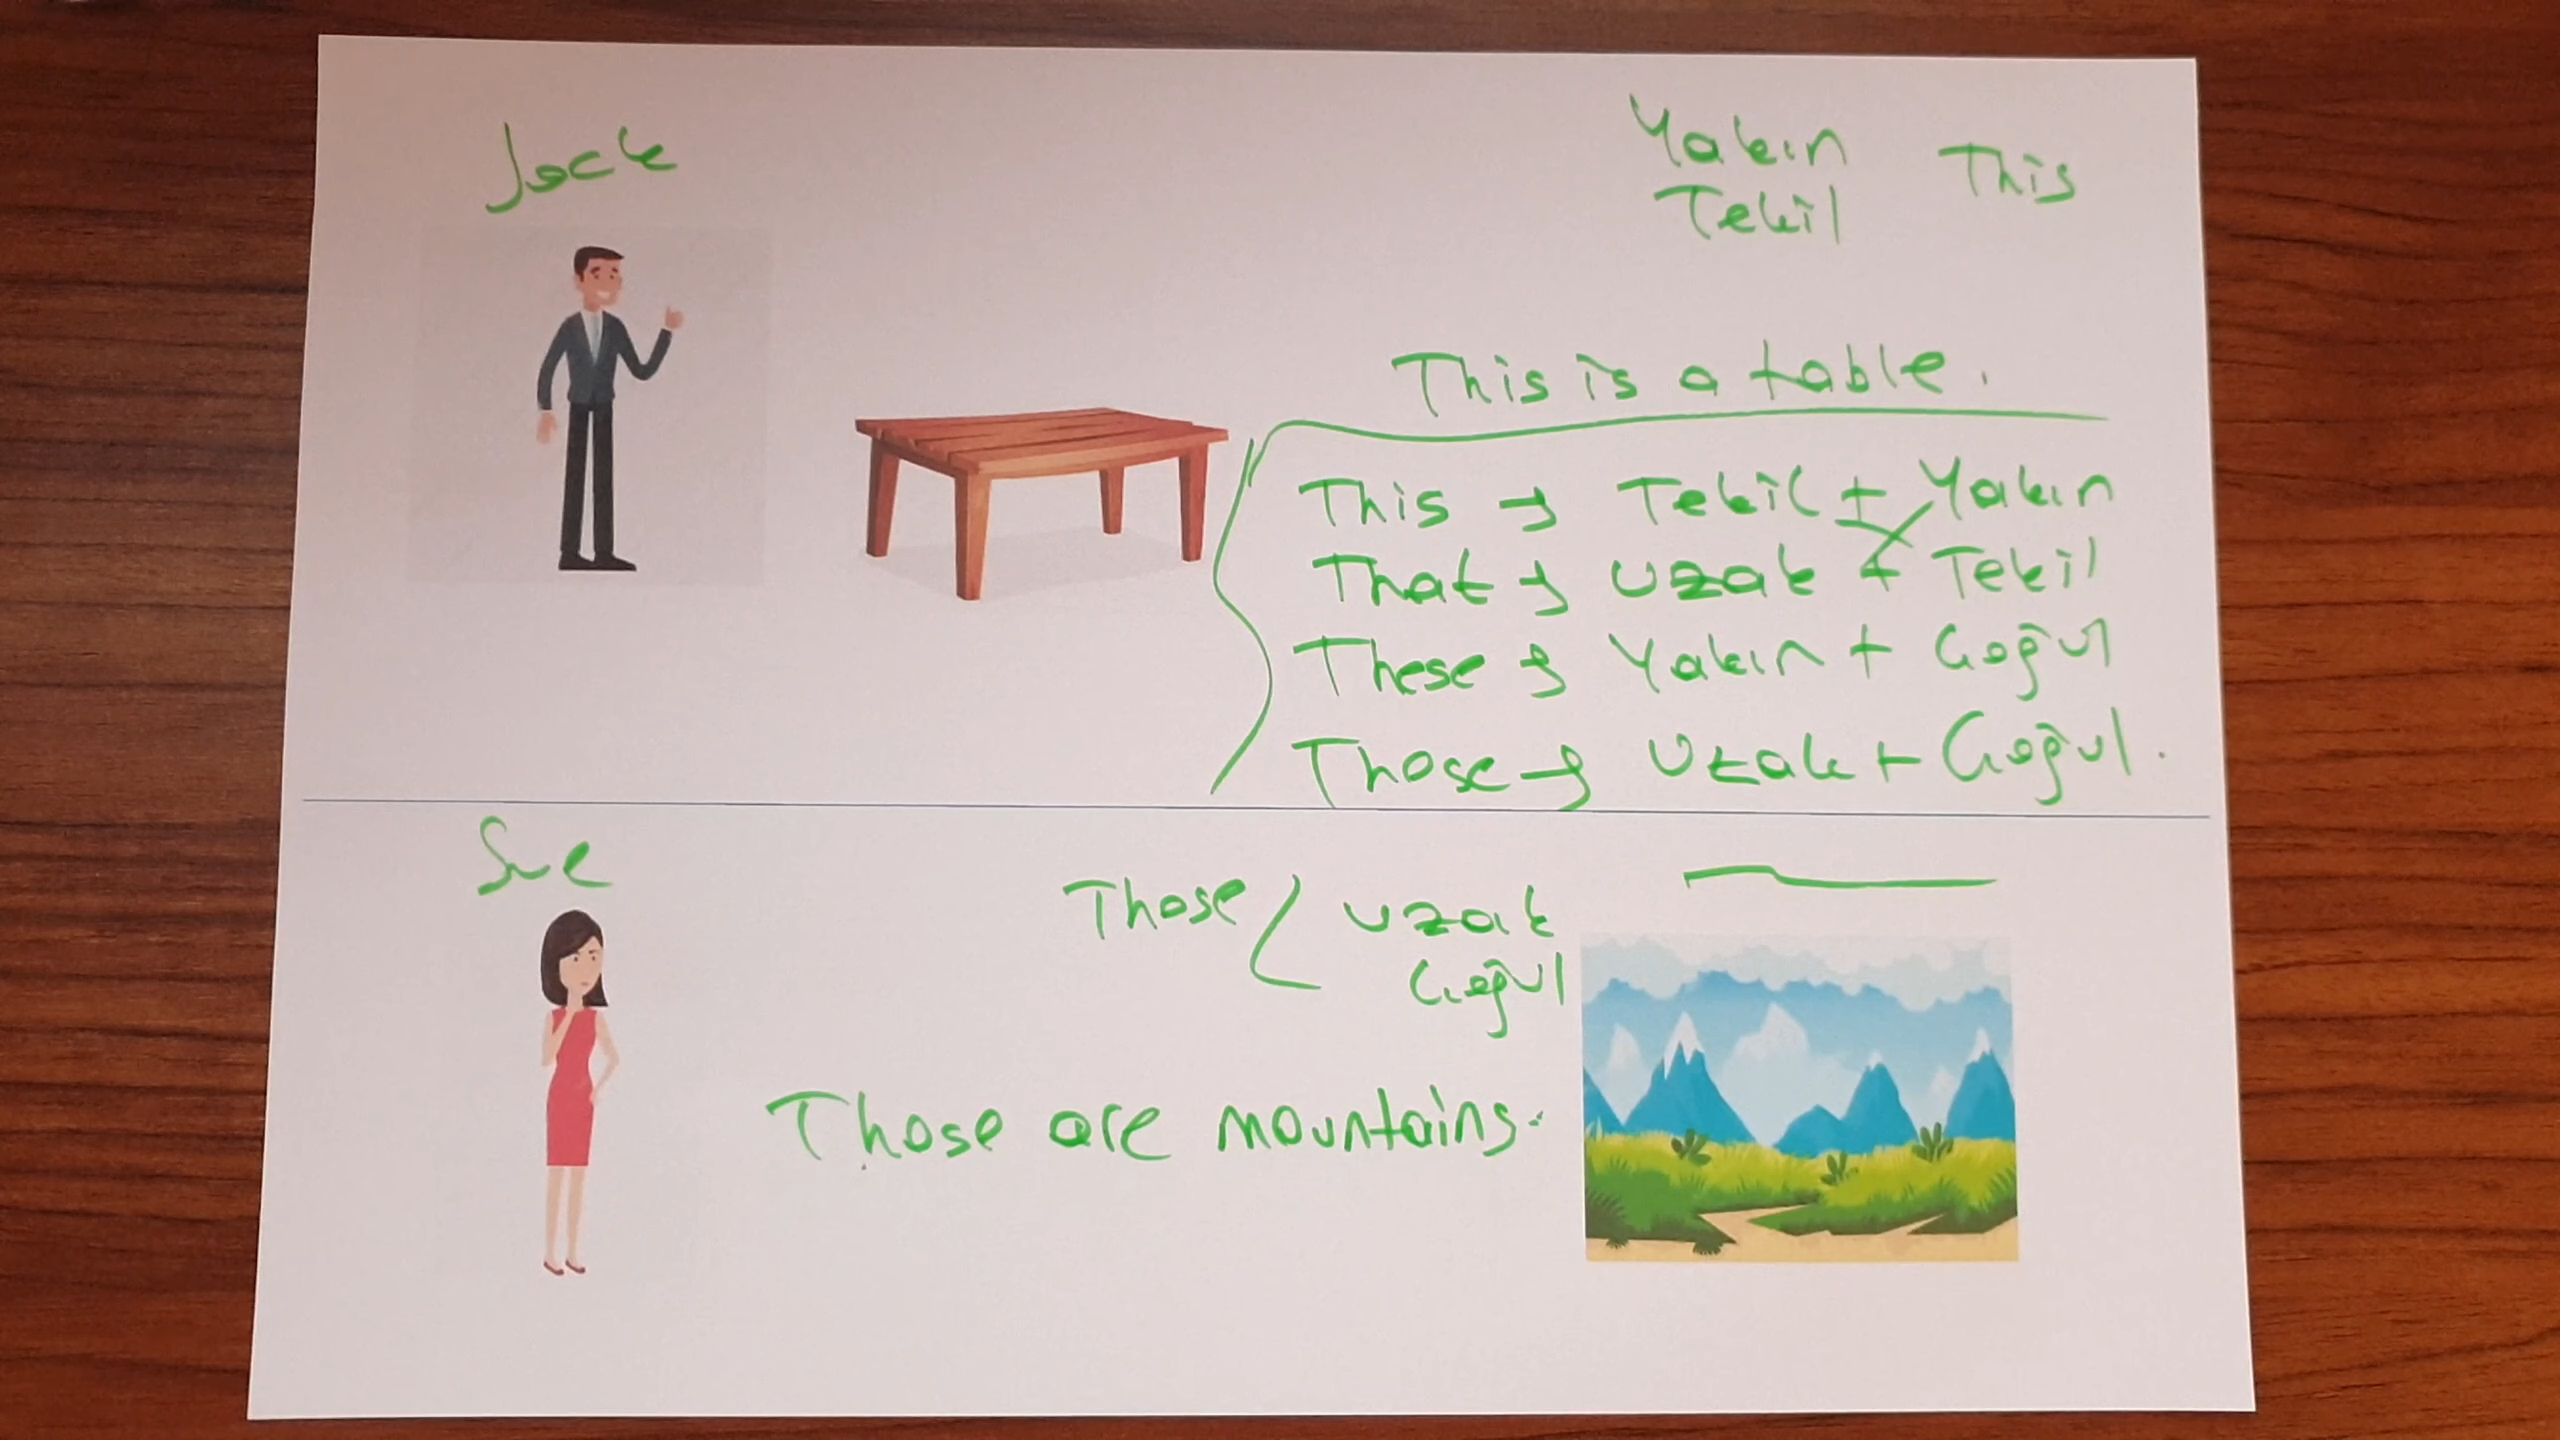 Jack
Yakın
Tekil
This
This is a table.
This → Tekil + Yakın
That → Uzak + Tekil
These → Yakın + Çoğul
Those → Uzak + Çoğul.
Sue
Those
Uzak
Çoğul
Those are mountains.